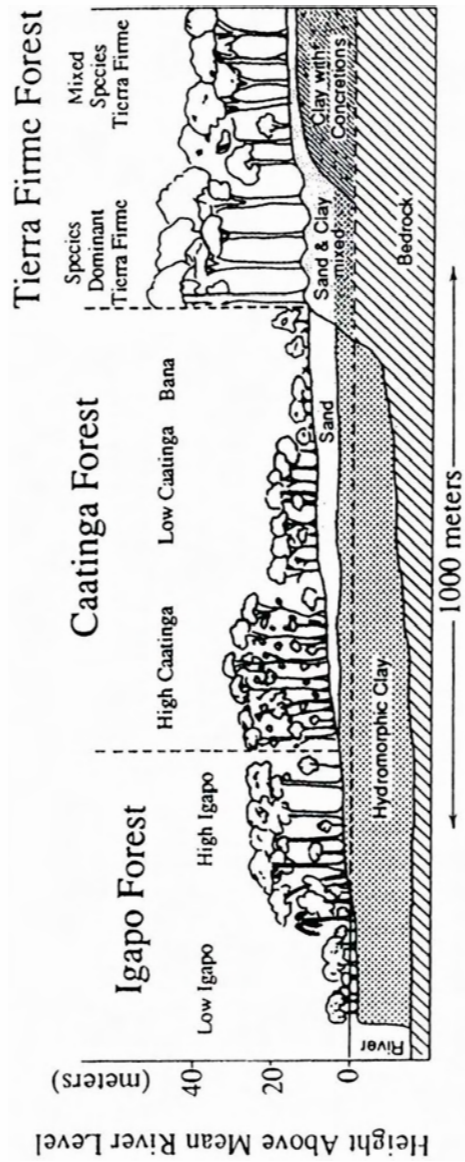 Igapo Forest
Caatinga Forest
Tierra Firme Forest
Low Igapo
High Igapo
High Caatinga
Low Caatinga
Bana
Species
Dominant
Tierra Firme
Mixed
Species
Tierra Firme
Height Above Mean River Level
(meters)
40
20
0
River
Hydromorphic Clay
Sand
Sand & Clay
mixed
Clay with
Concretions
Bedrock
1000 meters